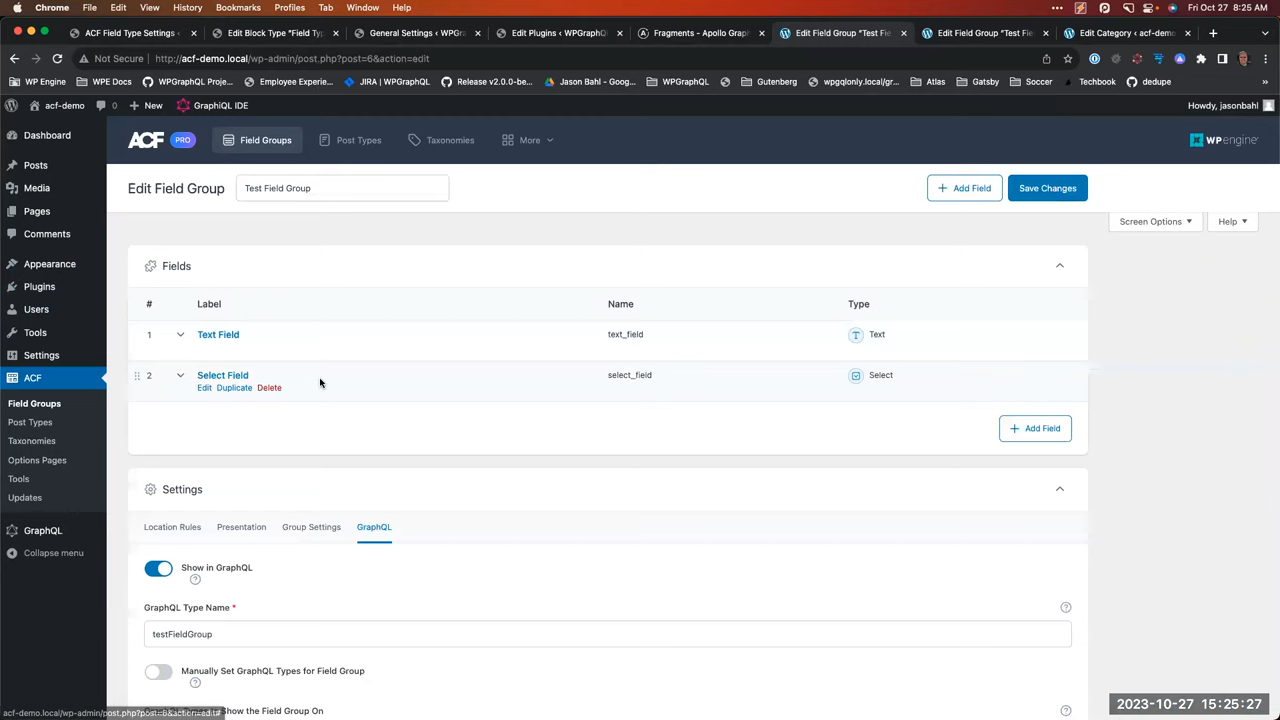 Chrome File Edit View History Bookmarks Profiles Tab Window Help Fri Oct 27 8:25 AM
ACF Field Type Settings ‹ Edit Block Type "Field Typ General Settings ‹ WPGra Edit Plugins ‹ WPGraphQL Fragments - Apollo Grap Edit Field Group "Test Fie Edit Field Group "Test Fie Edit Category ‹ acf-demo
Not Secure http://acf-demo.local/wp-admin/post.php?post=6&action=edit
WP Engine WPE Docs WPGraphQL Proje... Employee Experie... JIRA | WPGraphQL Release v2.0.0-be... Jason Bahl - Goog... WPGraphQL Gutenberg wpgqlonly.local/gr... Atlas Gatsby Soccer Techbook dedupe
acf-demo 0 New GraphiQL IDE Howdy, jasonbahl
Dashboard
Posts
Media
Pages
Comments
Appearance
Plugins
Users
Tools
Settings
ACF
Field Groups
Post Types
Taxonomies
Options Pages
Tools
Updates
GraphQL
Collapse menu
ACF PRO Field Groups Post Types Taxonomies More WPengine
Edit Field Group Test Field Group + Add Field Save Changes
Screen Options Help
Fields
# Label Name Type
1 Text Field text_field T Text
2 Select Field select_field Select
Edit Duplicate Delete
+ Add Field
Settings
Location Rules Presentation Group Settings GraphQL
Show in GraphQL
?
GraphQL Type Name * ?
testFieldGroup
Manually Set GraphQL Types for Field Group
?
Show the Field Group On ?
acf-demo.local/wp-admin/post.php?post=6&action=edit#
2023-10-27 15:25:27